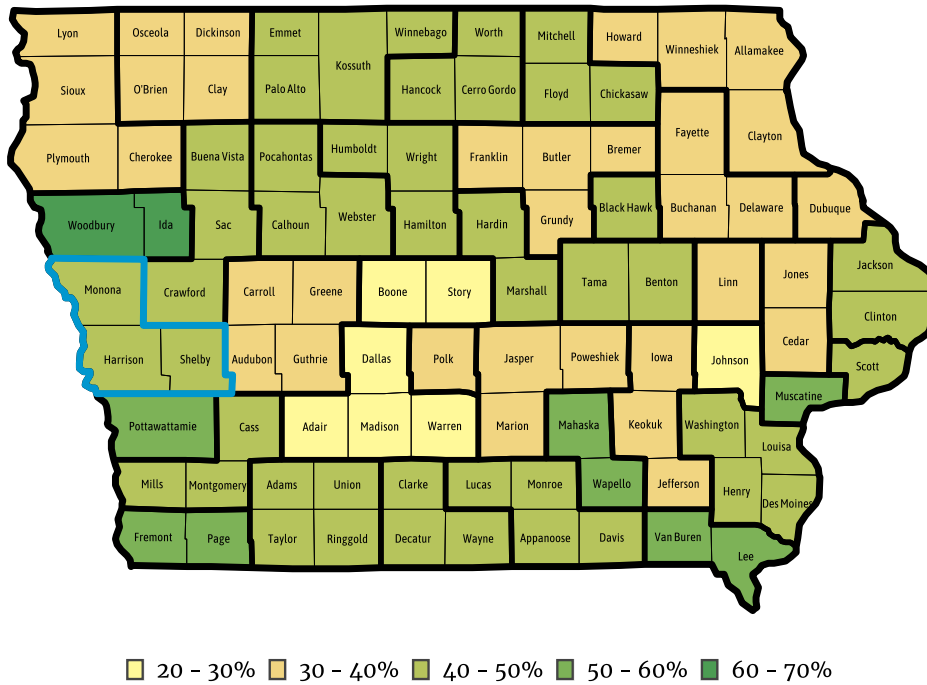 Lyon Osceola Dickinson Emmet Winnebago Worth Mitchell Howard Winneshiek Allamakee
Kossuth
Sioux O'Brien Clay Palo Alto Hancock Cerro Gordo Floyd Chickasaw
Plymouth Cherokee Buena Vista Pocahontas Humboldt Wright Franklin Butler Bremer Fayette Clayton
Woodbury Ida Sac Calhoun Webster Hamilton Hardin Grundy Black Hawk Buchanan Delaware Dubuque
Monona Crawford Carroll Greene Boone Story Marshall Tama Benton Linn Jones Jackson
Clinton
Harrison Shelby Audubon Guthrie Dallas Polk Jasper Poweshiek Iowa Johnson Cedar Scott
Muscatine
Pottawattamie Cass Adair Madison Warren Marion Mahaska Keokuk Washington Louisa
Mills Montgomery Adams Union Clarke Lucas Monroe Wapello Jefferson Henry Des Moines
Fremont Page Taylor Ringgold Decatur Wayne Appanoose Davis Van Buren Lee
20 - 30% 30 - 40% 40 - 50% 50 - 60% 60 - 70%